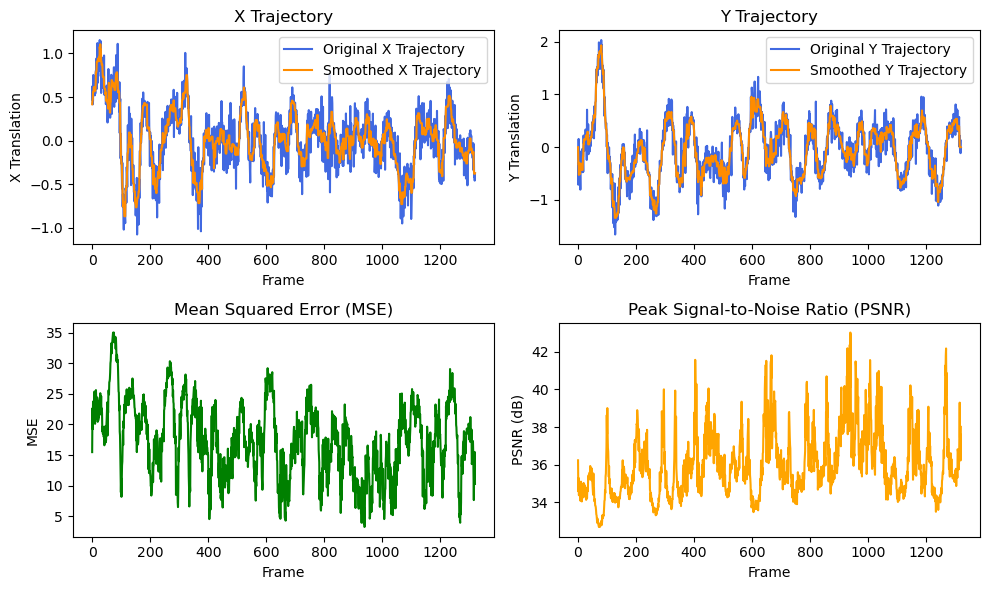 X Trajectory
Original X Trajectory
Smoothed X Trajectory
X Translation
1.0
0.5
0.0
−0.5
−1.0
0 200 400 600 800 1000 1200
Frame
Y Trajectory
Original Y Trajectory
Smoothed Y Trajectory
Y Translation
2
1
0
−1
0 200 400 600 800 1000 1200
Frame
Mean Squared Error (MSE)
MSE
35
30
25
20
15
10
5
0 200 400 600 800 1000 1200
Frame
Peak Signal-to-Noise Ratio (PSNR)
PSNR (dB)
42
40
38
36
34
0 200 400 600 800 1000 1200
Frame